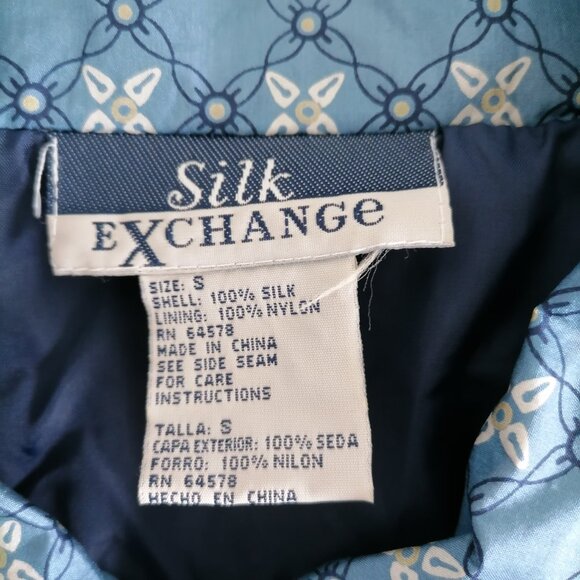 Silk
EXCHANGe
SIZE: S
SHELL: 100% SILK
LINING: 100% NYLON
RN 64578
MADE IN CHINA
SEE SIDE SEAM
FOR CARE
INSTRUCTIONS
TALLA: S
CAPA EXTERIOR: 100% SEDA
FORRO: 100% NILON
RN 64578
HECHO EN CHINA